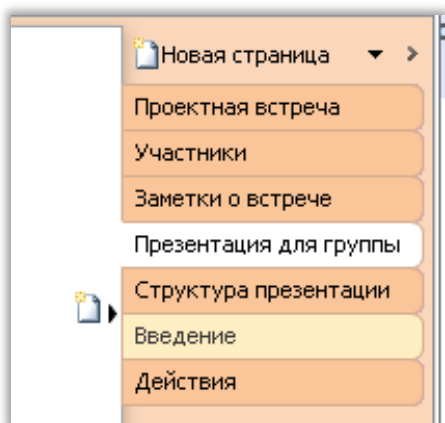 Новая страница
Проектная встреча
Участники
Заметки о встрече
Презентация для группы
Структура презентации
Введение
Действия